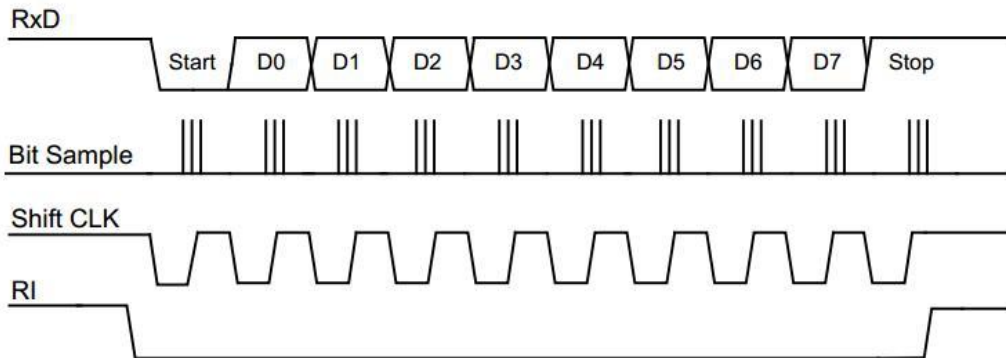 RxD
Start D0 D1 D2 D3 D4 D5 D6 D7 Stop
Bit Sample
Shift CLK
RI